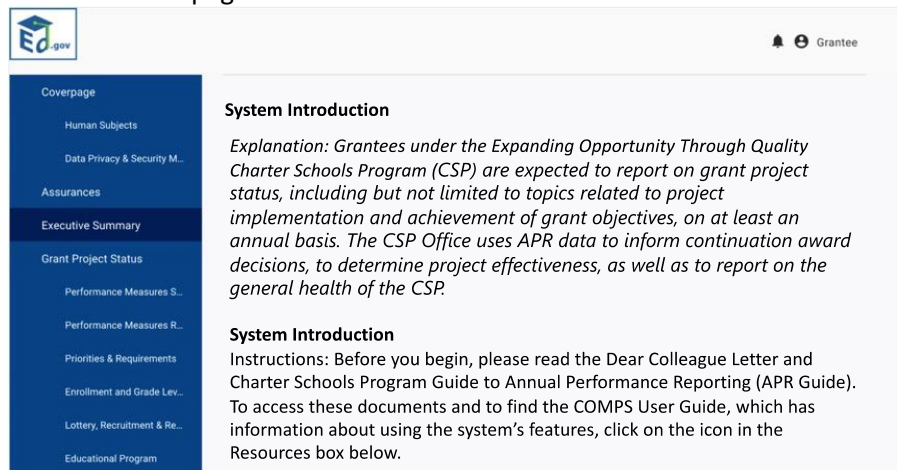 Ed.gov
Grantee
Coverpage
Human Subjects
Data Privacy & Security M...
Assurances
Executive Summary
Grant Project Status
Performance Measures S...
Performance Measures R...
Priorities & Requirements
Enrollment and Grade Lev...
Lottery, Recruitment & Re...
Educational Program
System Introduction
Explanation: Grantees under the Expanding Opportunity Through Quality
Charter Schools Program (CSP) are expected to report on grant project
status, including but not limited to topics related to project
implementation and achievement of grant objectives, on at least an
annual basis. The CSP Office uses APR data to inform continuation award
decisions, to determine project effectiveness, as well as to report on the
general health of the CSP.
System Introduction
Instructions: Before you begin, please read the Dear Colleague Letter and
Charter Schools Program Guide to Annual Performance Reporting (APR Guide).
To access these documents and to find the COMPS User Guide, which has
information about using the system's features, click on the icon in the
Resources box below.